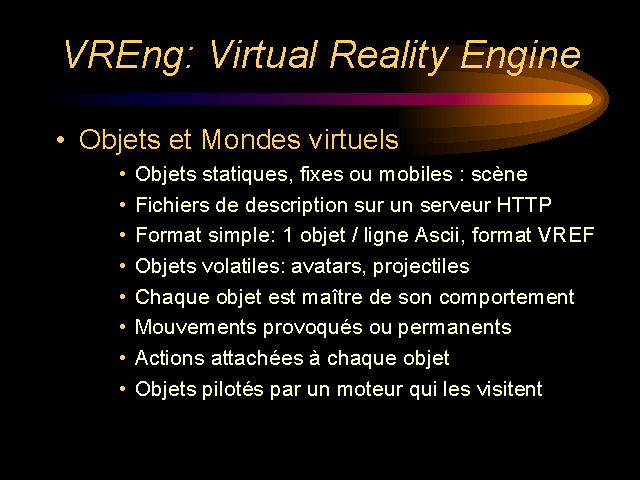 VREng: Virtual Reality Engine
• Objets et Mondes virtuels
• Objets statiques, fixes ou mobiles : scène
• Fichiers de description sur un serveur HTTP
• Format simple: 1 objet / ligne Ascii, format VREF
• Objets volatiles: avatars, projectiles
• Chaque objet est maître de son comportement
• Mouvements provoqués ou permanents
• Actions attachées à chaque objet
• Objets pilotés par un moteur qui les visitent